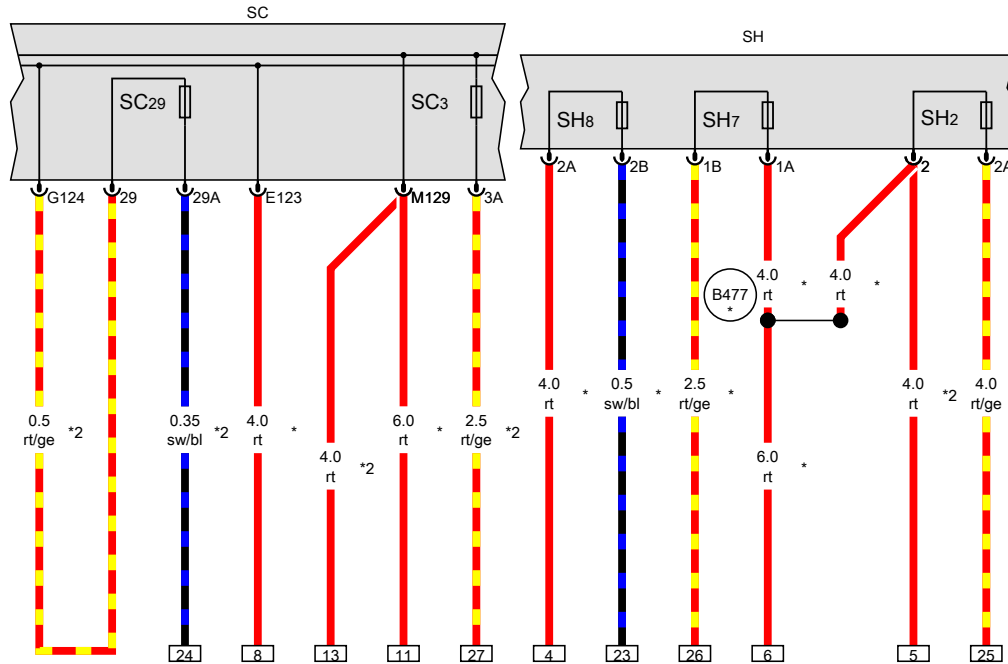 SC
SH
SC29
SC3
SH8
SH7
SH2
2A
2B
1B
1A
2
2A
G124
29
29A
E123
M129
3A
4.0
rt
*
4.0
rt
*
B477
*
0.5
rt/ge
*2
0.35
sw/bl
*2
4.0
rt
*
4.0
rt
*2
6.0
rt
*
2.5
rt/ge
*2
4.0
rt
*
0.5
sw/bl
*
2.5
rt/ge
*
6.0
rt
*
4.0
rt
*2
4.0
rt/ge
24
8
13
11
27
4
23
26
6
5
25